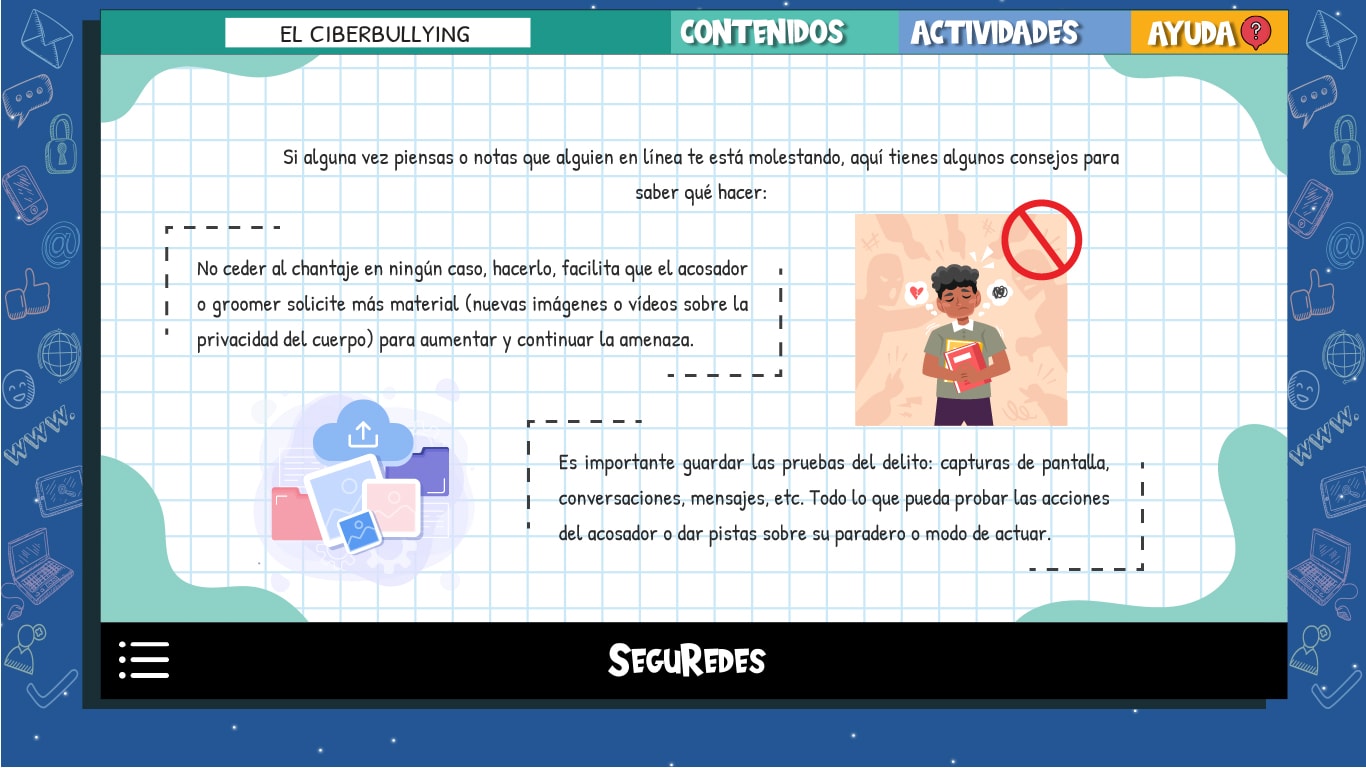 EL CIBERBULLYING
CONTENIDOS
ACTIVIDADES
AYUDA ?
Si alguna vez piensas o notas que alguien en línea te está molestando, aquí tienes algunos consejos para
saber qué hacer:
No ceder al chantaje en ningún caso, hacerlo, facilita que el acosador
o groomer solicite más material (nuevas imágenes o vídeos sobre la
privacidad del cuerpo) para aumentar y continuar la amenaza.
Es importante guardar las pruebas del delito: capturas de pantalla,
conversaciones, mensajes, etc. Todo lo que pueda probar las acciones
del acosador o dar pistas sobre su paradero o modo de actuar.
SEGUREDES
@
www.
@
www.